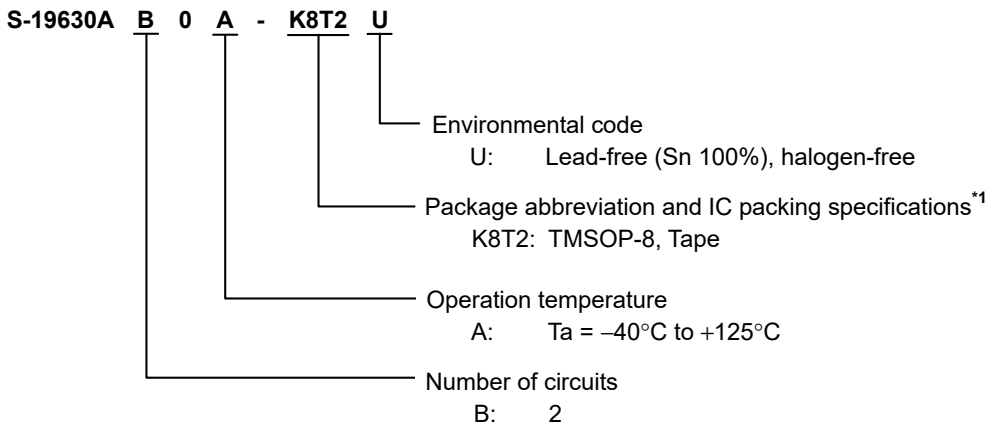 S-19630A B 0 A - K8T2 U
Environmental code
U: Lead-free (Sn 100%), halogen-free
Package abbreviation and IC packing specifications*1
K8T2: TMSOP-8, Tape
Operation temperature
A: Ta = −40°C to +125°C
Number of circuits
B: 2